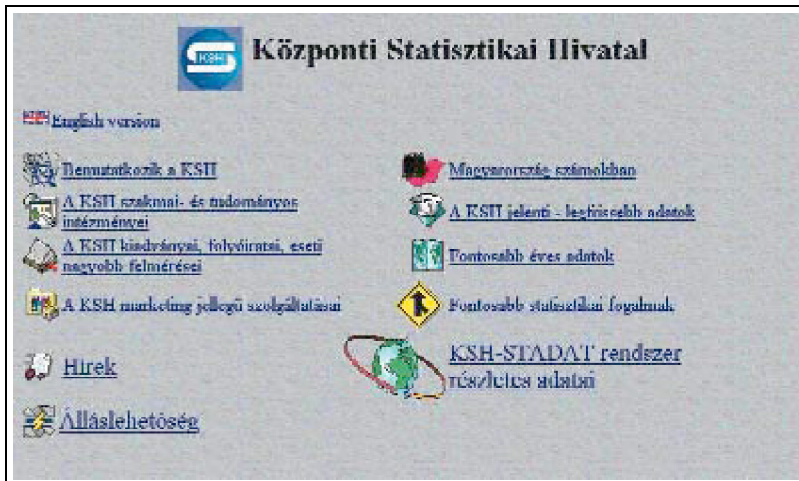 KSH
Központi Statisztikai Hivatal
English version
Bemutatkozik a KSH
A KSH szakmai- és tudományos
intézményei
A KSH kiadványai, folyóiratai, eseti
nagyobb felmérései
A KSH marketing jellegű szolgáltatásai
Hírek
Álláslehetőség
Magyarország számokban
A KSH jelenti - legfrissebb adatok
Fontosabb éves adatok
Fontosabb statisztikai fogalmak
KSH-STADAT rendszer
részletes adatai